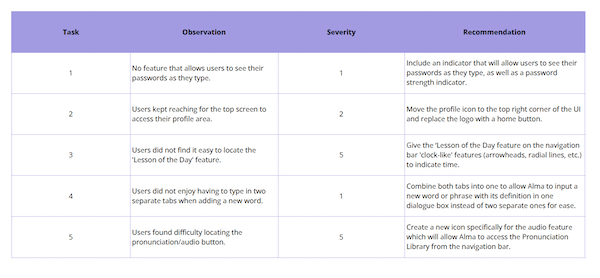 Task Observation Severity Recommendation
1
No feature that allows users to see their
passwords as they type.
1
Include an indicator that will allow users to see their
passwords as they type, as well as a password
strength indicator.
2
Users kept reaching for the top screen to
access their profile area.
2
Move the profile icon to the top right corner of the UI
and replace the logo with a home button.
3
Users did not find it easy to locate the
'Lesson of the Day' feature.
5
Give the 'Lesson of the Day feature on the navigation
bar 'clock-like' features (arrowheads, radial lines, etc.)
to indicate time.
4
Users did not enjoy having to type in two
separate tabs when adding a new word.
1
Combine both tabs into one to allow Alma to input a
new word or phrase with its definition in one
dialogue box instead of two separate ones for ease.
5
Users found difficulty locating the
pronunciation/audio button.
5
Create a new icon specifically for the audio feature
which will allow Alma to access the Pronunciation
Library from the navigation bar.